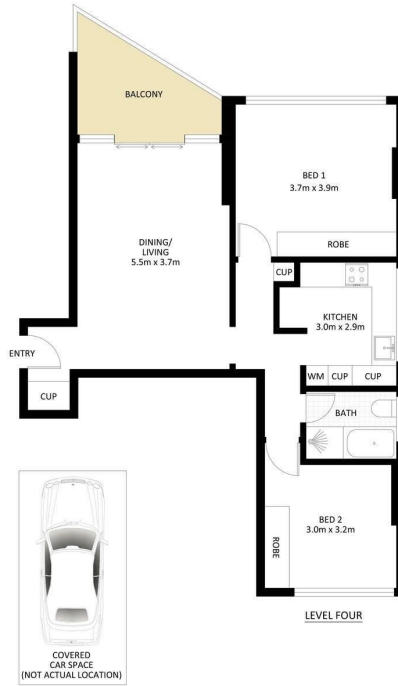 BALCONY
BED 1
3.7m x 3.9m
ROBE
DINING/
LIVING
5.5m x 3.7m
CUP
KITCHEN
3.0m x 2.9m
ENTRY
CUP
WM
CUP
CUP
BATH
BED 2
3.0m x 3.2m
ROBE
LEVEL FOUR
COVERED
CAR SPACE
(NOT ACTUAL LOCATION)